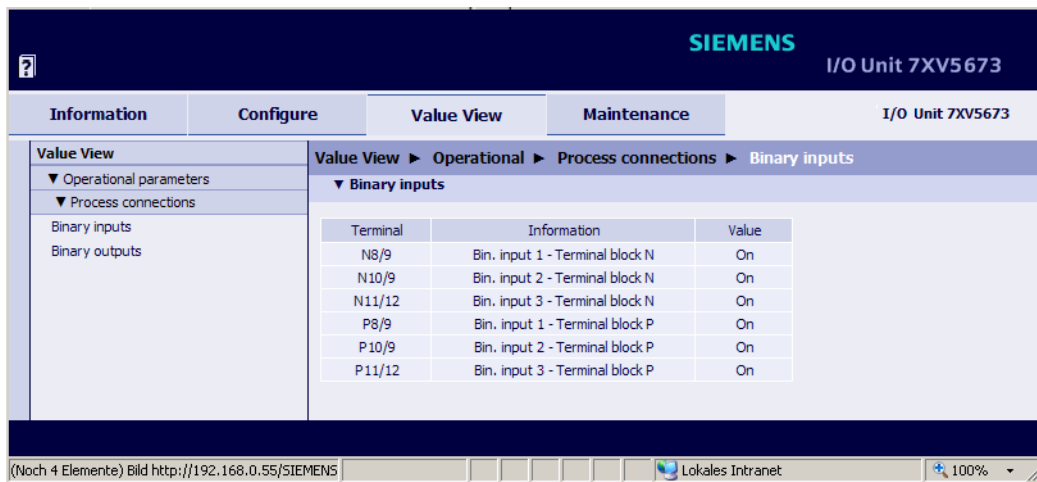 SIEMENS
?
I/O Unit 7XV5673
Information Configure Value View Maintenance I/O Unit 7XV5673
Value View
▼ Operational parameters
▼ Process connections
Binary inputs
Binary outputs
Value View ► Operational ► Process connections ► Binary inputs
▼ Binary inputs
Terminal Information Value
N8/9 Bin. input 1 - Terminal block N On
N10/9 Bin. input 2 - Terminal block N On
N11/12 Bin. input 3 - Terminal block N On
P8/9 Bin. input 1 - Terminal block P On
P10/9 Bin. input 2 - Terminal block P On
P11/12 Bin. input 3 - Terminal block P On
(Noch 4 Elemente) Bild http://192.168.0.55/SIEMENS Lokales Intranet 100%